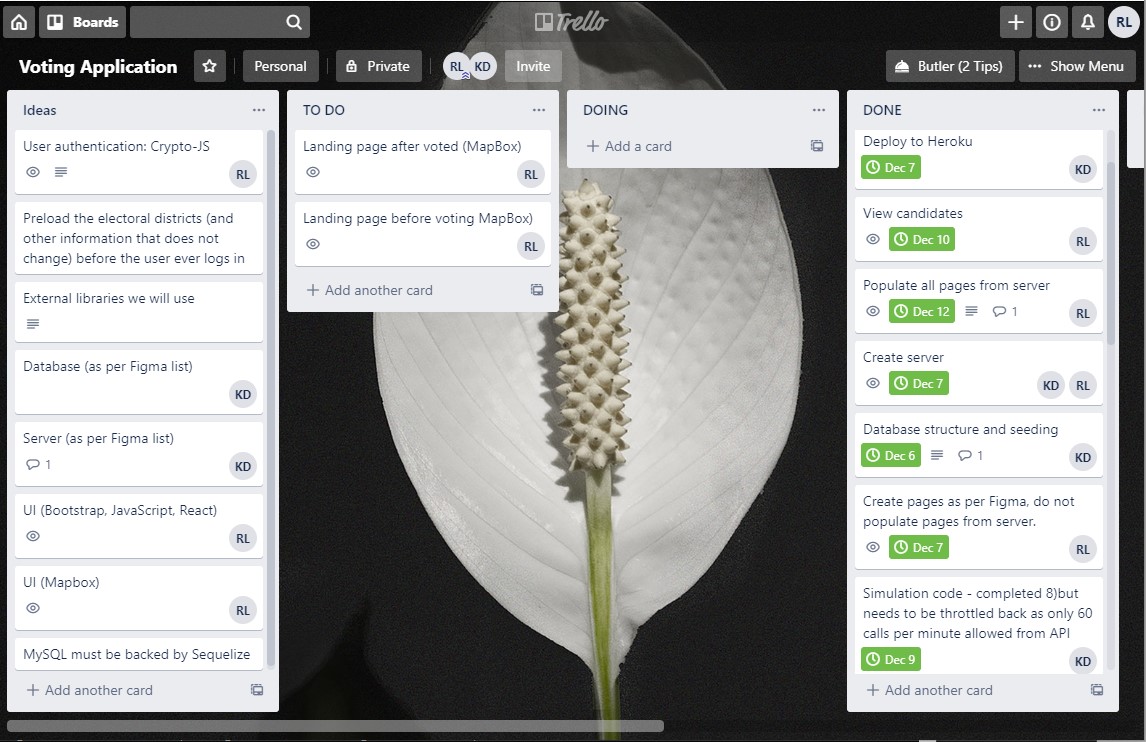 Boards
Trello
RL
Voting Application
Personal
Private
RL
KD
Invite
Butler (2 Tips)
Show Menu
Ideas
User authentication: Crypto-JS
RL
Preload the electoral districts (and
other information that does not
change) before the user ever logs in
External libraries we will use
Database (as per Figma list)
KD
Server (as per Figma list)
1
KD
UI (Bootstrap, JavaScript, React)
RL
UI (Mapbox)
RL
MySQL must be backed by Sequelize
+ Add another card
TO DO
Landing page after voted (MapBox)
RL
Landing page before voting MapBox)
RL
+ Add another card
DOING
+ Add a card
DONE
Deploy to Heroku
Dec 7
KD
View candidates
Dec 10
RL
Populate all pages from server
Dec 12
1
RL
Create server
Dec 7
KD
RL
Database structure and seeding
Dec 6
1
KD
Create pages as per Figma, do not
populate pages from server.
Dec 7
RL
Simulation code - completed 8)but
needs to be throttled back as only 60
calls per minute allowed from API
Dec 9
KD
+ Add another card